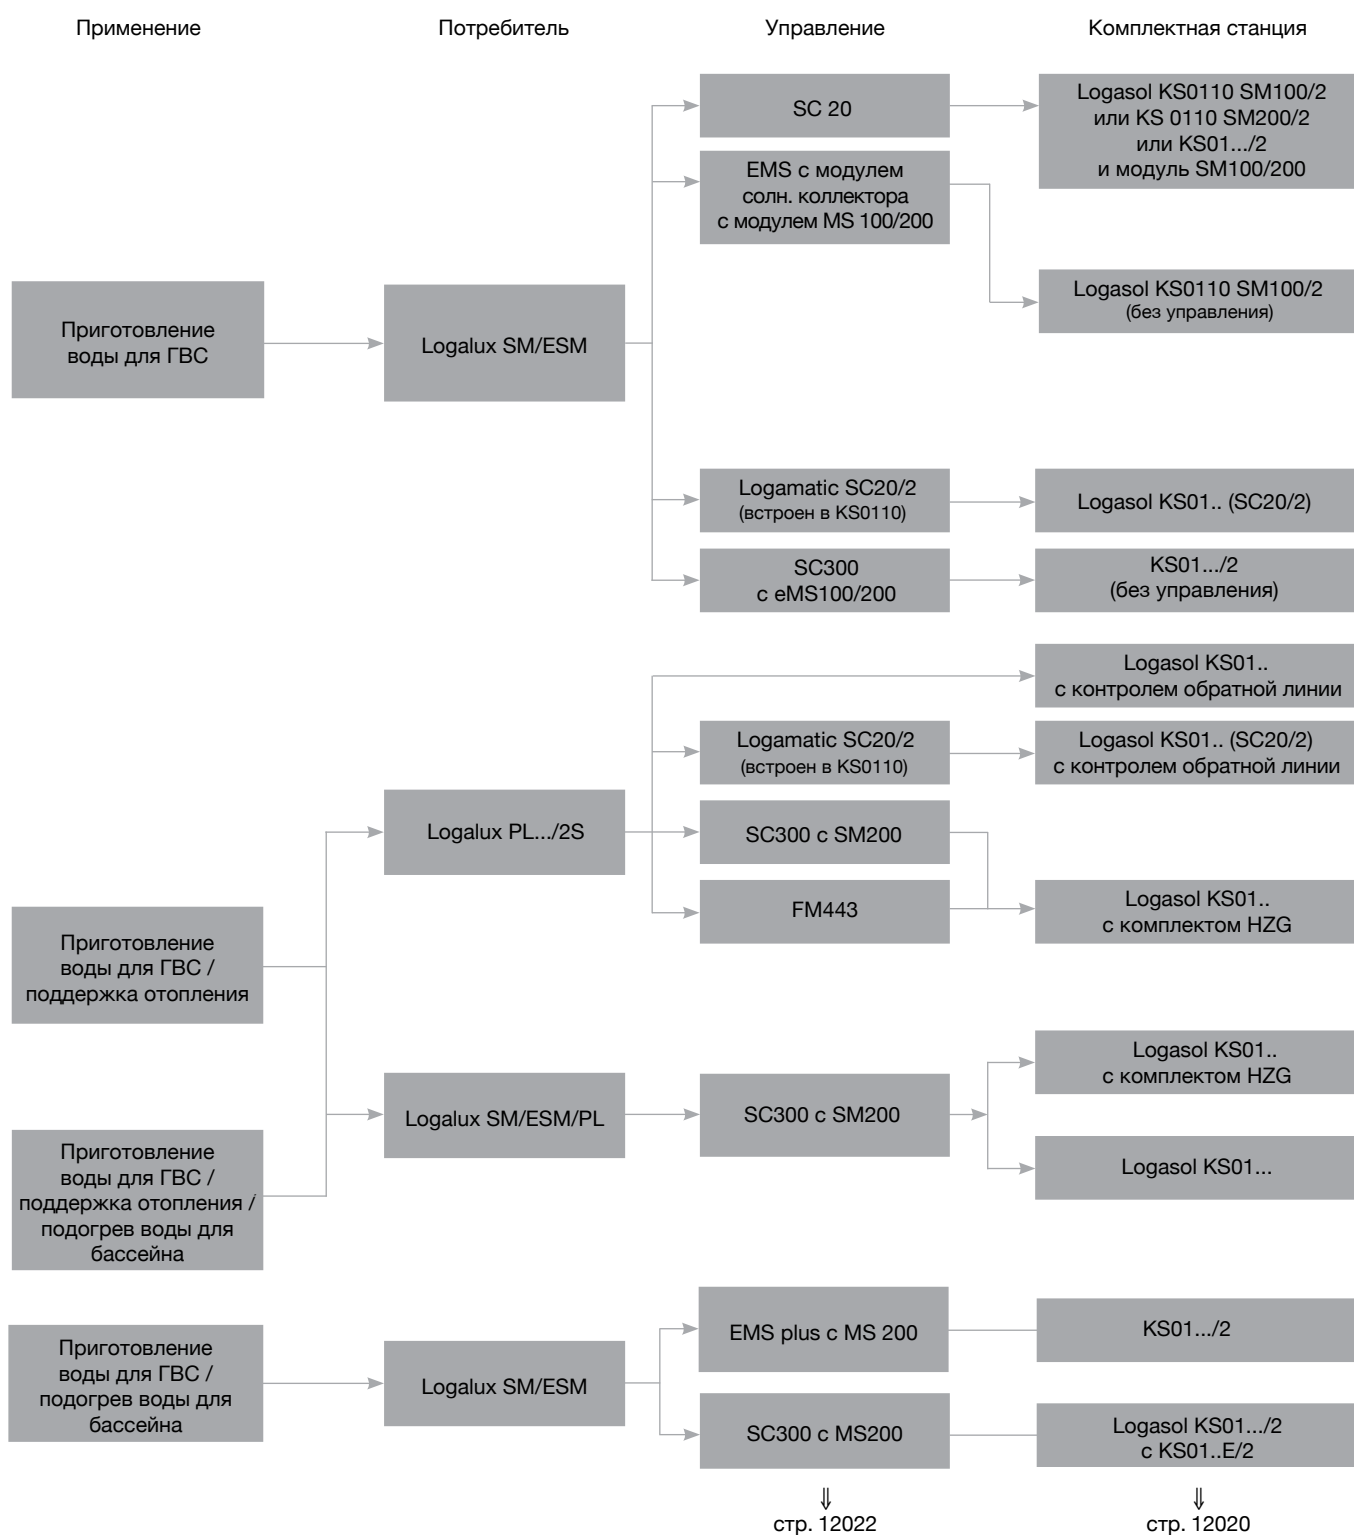 Применение
Потребитель
Управление
Комплектная станция
Приготовление
воды для ГВС
Logalux SM/ESM
SC 20
Logasol KS0110 SM100/2
или KS 0110 SM200/2
или KS01.../2
и модуль SM100/200
EMS с модулем
солн. коллектора
с модулем MS 100/200
Logasol KS0110 SM100/2
(без управления)
Logamatic SC20/2
(встроен в KS0110)
Logasol KS01.. (SC20/2)
SC300
с eMS100/200
KS01.../2
(без управления)
Приготовление
воды для ГВС /
поддержка отопления
Logalux PL.../2S
Logasol KS01..
с контролем обратной линии
Logamatic SC20/2
(встроен в KS0110)
Logasol KS01.. (SC20/2)
с контролем обратной линии
SC300 с SM200
FM443
Logasol KS01..
с комплектом HZG
Приготовление
воды для ГВС /
поддержка отопления /
подогрев воды для
бассейна
Logalux SM/ESM/PL
SC300 с SM200
Logasol KS01..
с комплектом HZG
Logasol KS01...
Приготовление
воды для ГВС /
подогрев воды для
бассейна
Logalux SM/ESM
EMS plus с MS 200
KS01.../2
SC300 с MS200
Logasol KS01.../2
с KS01..E/2
⇓
стр. 12022
⇓
стр. 12020